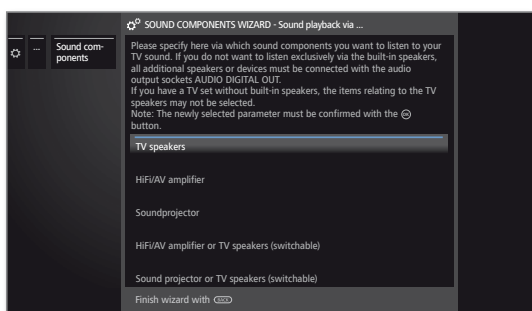 SOUND COMPONENTS WIZARD - Sound playback via ...
...
Sound com-
ponents
Please specify here via which sound components you want to listen to your
TV sound. If you do not want to listen exclusively via the built-in speakers,
all additional speakers or devices must be connected with the audio
output sockets AUDIO DIGITAL OUT.
If you have a TV set without built-in speakers, the items relating to the TV
speakers may not be selected.
Note: The newly selected parameter must be confirmed with the OK
button.
TV speakers
HiFi/AV amplifier
Soundprojector
HiFi/AV amplifier or TV speakers (switchable)
Sound projector or TV speakers (switchable)
Finish wizard with BACK